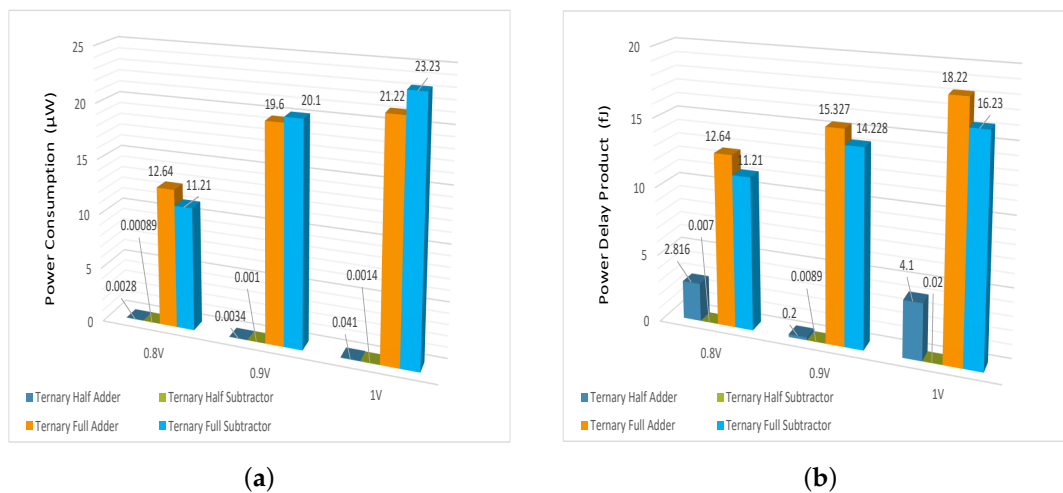 25
20
15
10
5
0
Power Consumption (µW)
0.0028
0.00089
12.64
11.21
0.0034
0.001
19.6
20.1
0.041
0.0014
21.22
23.23
0.8V
0.9V
1V
Ternary Half Adder
Ternary Half Subtractor
Ternary Full Adder
Ternary Full Subtractor
(a)
20
15
10
5
0
Power Delay Product (fJ)
2.816
0.007
12.64
11.21
0.2
0.0089
15.327
14.228
4.1
0.02
18.22
16.23
0.8V
0.9V
1V
Ternary Half Adder
Ternary Half Subtractor
Ternary Full Adder
Ternary Full Subtractor
(b)